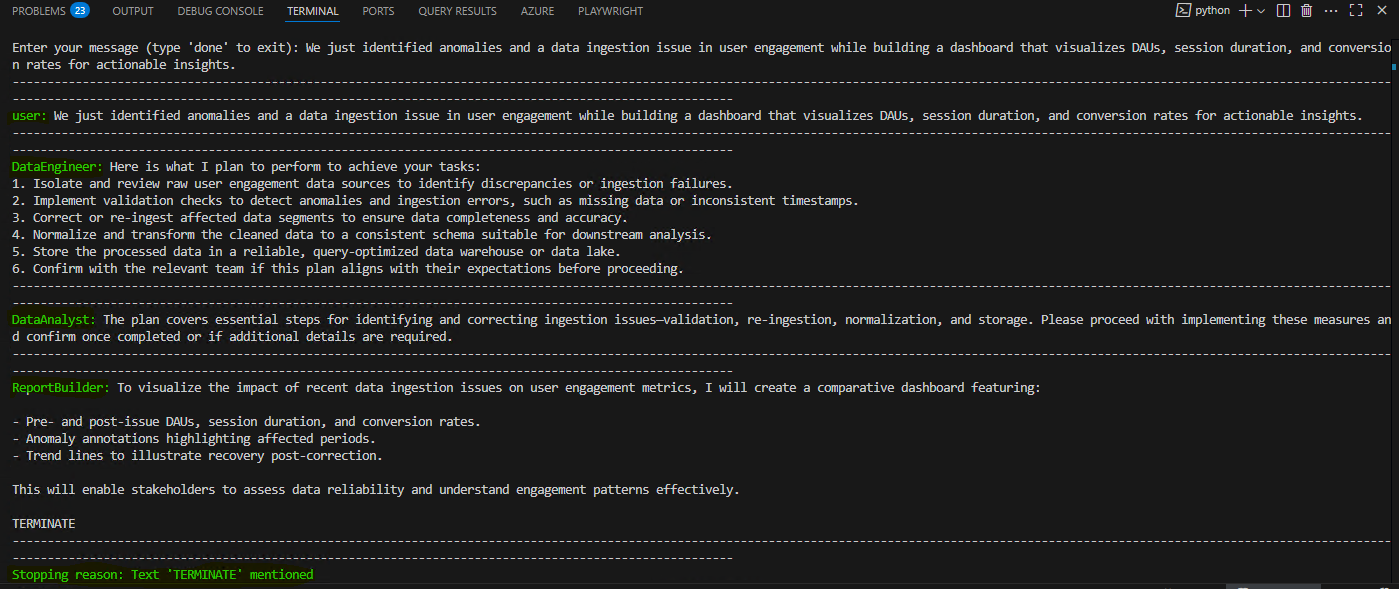 PROBLEMS 23 OUTPUT DEBUG CONSOLE TERMINAL PORTS QUERY RESULTS AZURE PLAYWRIGHT python
Enter your message (type 'done' to exit): We just identified anomalies and a data ingestion issue in user engagement while building a dashboard that visualizes DAUs, session duration, and conversio
n rates for actionable insights.
--------------------------------------------------------------------------------
--------------------------------------------------------------------------------
user: We just identified anomalies and a data ingestion issue in user engagement while building a dashboard that visualizes DAUs, session duration, and conversion rates for actionable insights.
--------------------------------------------------------------------------------
--------------------------------------------------------------------------------
DataEngineer: Here is what I plan to perform to achieve your tasks:
1. Isolate and review raw user engagement data sources to identify discrepancies or ingestion failures.
2. Implement validation checks to detect anomalies and ingestion errors, such as missing data or inconsistent timestamps.
3. Correct or re-ingest affected data segments to ensure data completeness and accuracy.
4. Normalize and transform the cleaned data to a consistent schema suitable for downstream analysis.
5. Store the processed data in a reliable, query-optimized data warehouse or data lake.
6. Confirm with the relevant team if this plan aligns with their expectations before proceeding.
--------------------------------------------------------------------------------
--------------------------------------------------------------------------------
DataAnalyst: The plan covers essential steps for identifying and correcting ingestion issues—validation, re-ingestion, normalization, and storage. Please proceed with implementing these measures an
d confirm once completed or if additional details are required.
--------------------------------------------------------------------------------
--------------------------------------------------------------------------------
ReportBuilder: To visualize the impact of recent data ingestion issues on user engagement metrics, I will create a comparative dashboard featuring:
- Pre- and post-issue DAUs, session duration, and conversion rates.
- Anomaly annotations highlighting affected periods.
- Trend lines to illustrate recovery post-correction.
This will enable stakeholders to assess data reliability and understand engagement patterns effectively.
TERMINATE
--------------------------------------------------------------------------------
--------------------------------------------------------------------------------
Stopping reason: Text 'TERMINATE' mentioned